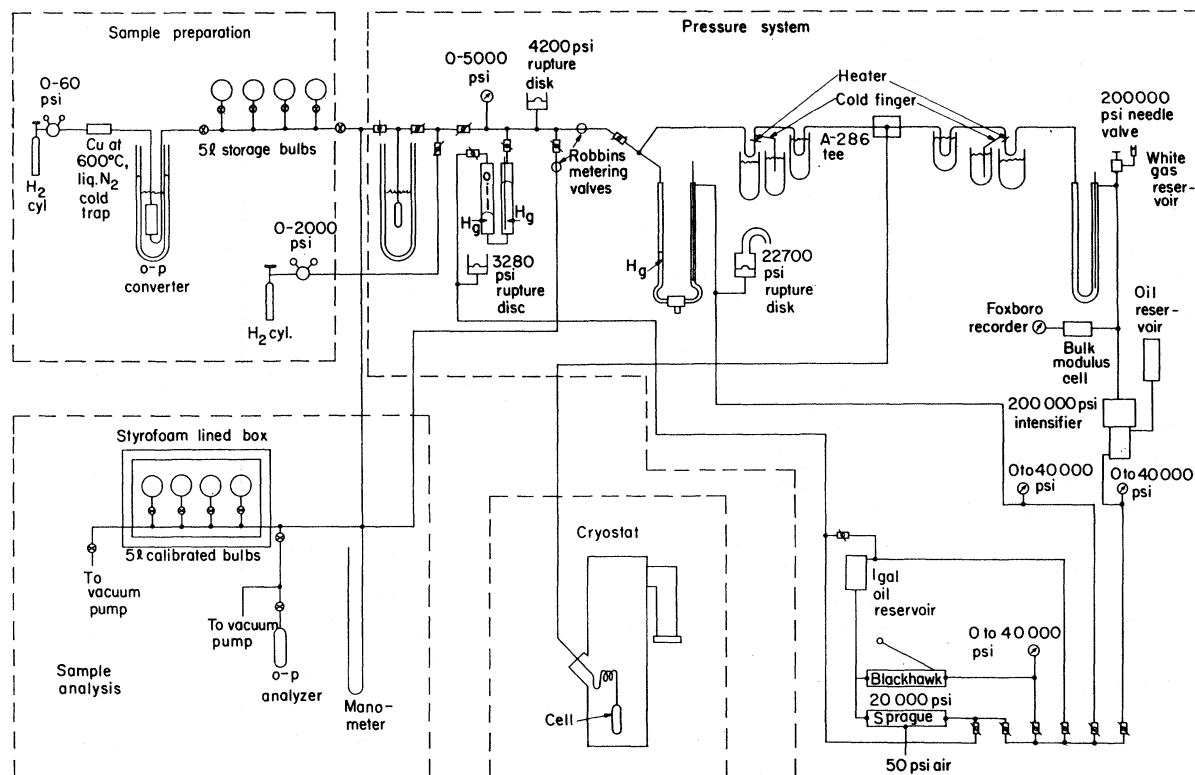 Sample preparation
Pressure system
0-60
psi
H2
cyl
Cu at
600°C,
liq. N2
cold
trap
5ℓ storage bulbs
o-p
converter
0-2000
psi
H2 cyl.
0-5000
psi
4200 psi
rupture
disk
Oil
Hg
Hg
3280
psi
rupture
disc
Robbins
metering
valves
Hg
22700
psi
rupture
disk
Heater
Cold finger
A-286
tee
200000
psi needle
valve
White
gas
reser-
voir
Foxboro
recorder
Bulk
modulus
cell
Oil
reser-
voir
200 000 psi
intensifier
0 to 40 000
psi
0 to 40 000
psi
Styrofoam lined box
5ℓ calibrated bulbs
To
vacuum
pump
To vacuum
pump
o-p
analyzer
Sample
analysis
Mano-
meter
Cryostat
Cell
1 gal
oil
reservoir
0 to 40 000
psi
Blackhawk
20 000 psi
Sprague
50 psi air